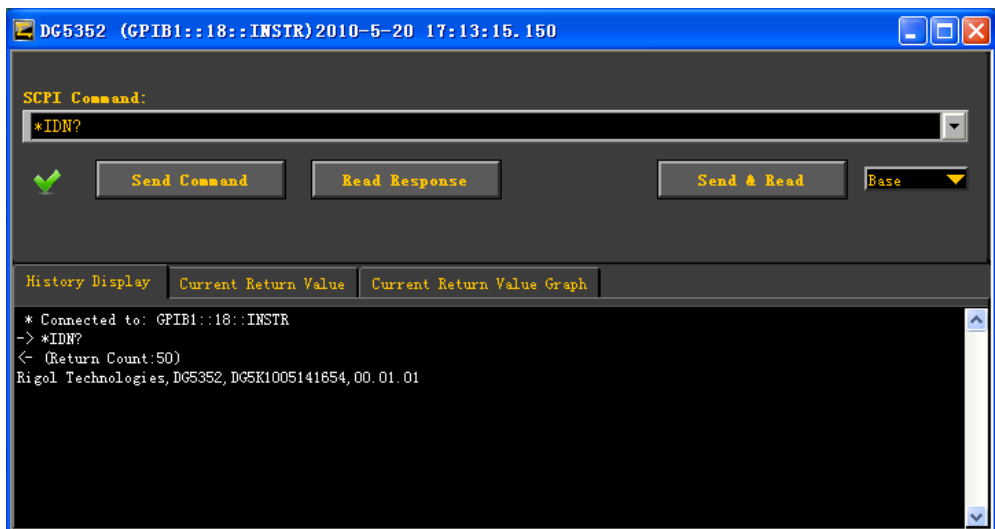 DG5352 (GPIB1::18::INSTR)2010-5-20 17:13:15.150
SCPI Command:
*IDN?
Send Command Read Response Send & Read Base
History Display Current Return Value Current Return Value Graph
* Connected to: GPIB1::18::INSTR
-> *IDN?
<- (Return Count:50)
Rigol Technologies,DG5352,DG5K1005141654,00.01.01